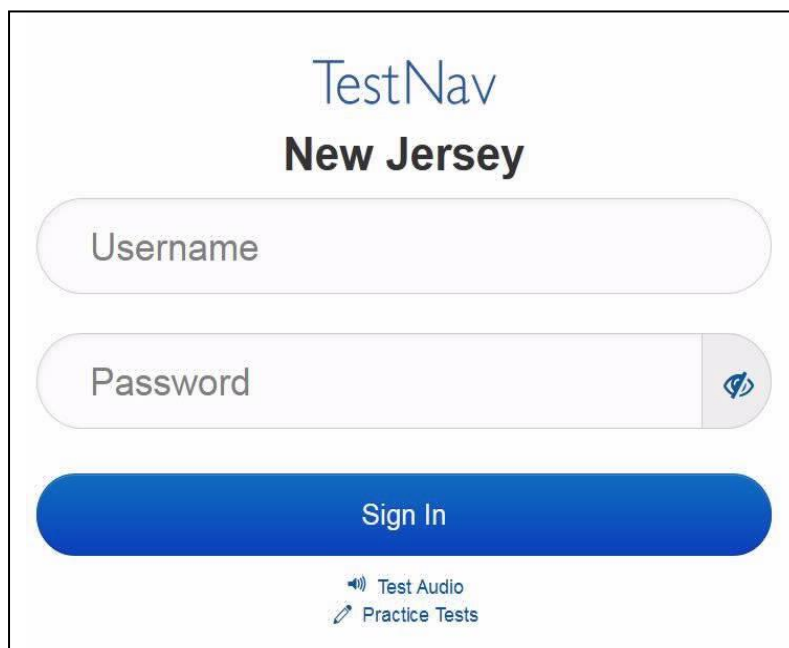 TestNav
New Jersey
Username
Password
Sign In
Test Audio
Practice Tests